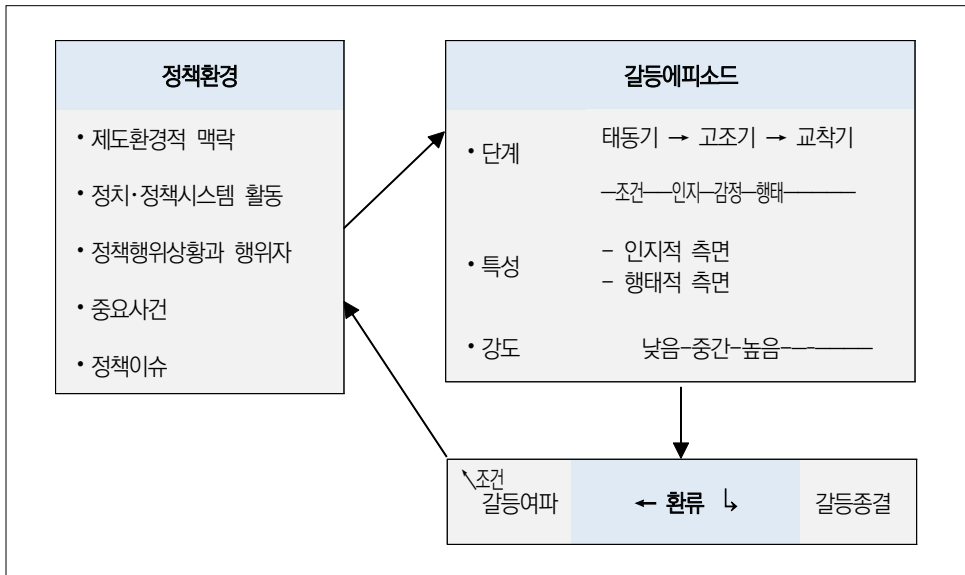 정책환경
• 제도환경적 맥락
• 정치·정책시스템 활동
• 정책행위상황과 행위자
• 중요사건
• 정책이슈
갈등에피소드
• 단계
태동기 → 고조기 → 교착기
—조건——인지—감정—행태————
• 특성
– 인지적 측면
– 행태적 측면
• 강도
낮음–중간–높음–—-———
↖조건
갈등여파
← 환류 ↳
갈등종결